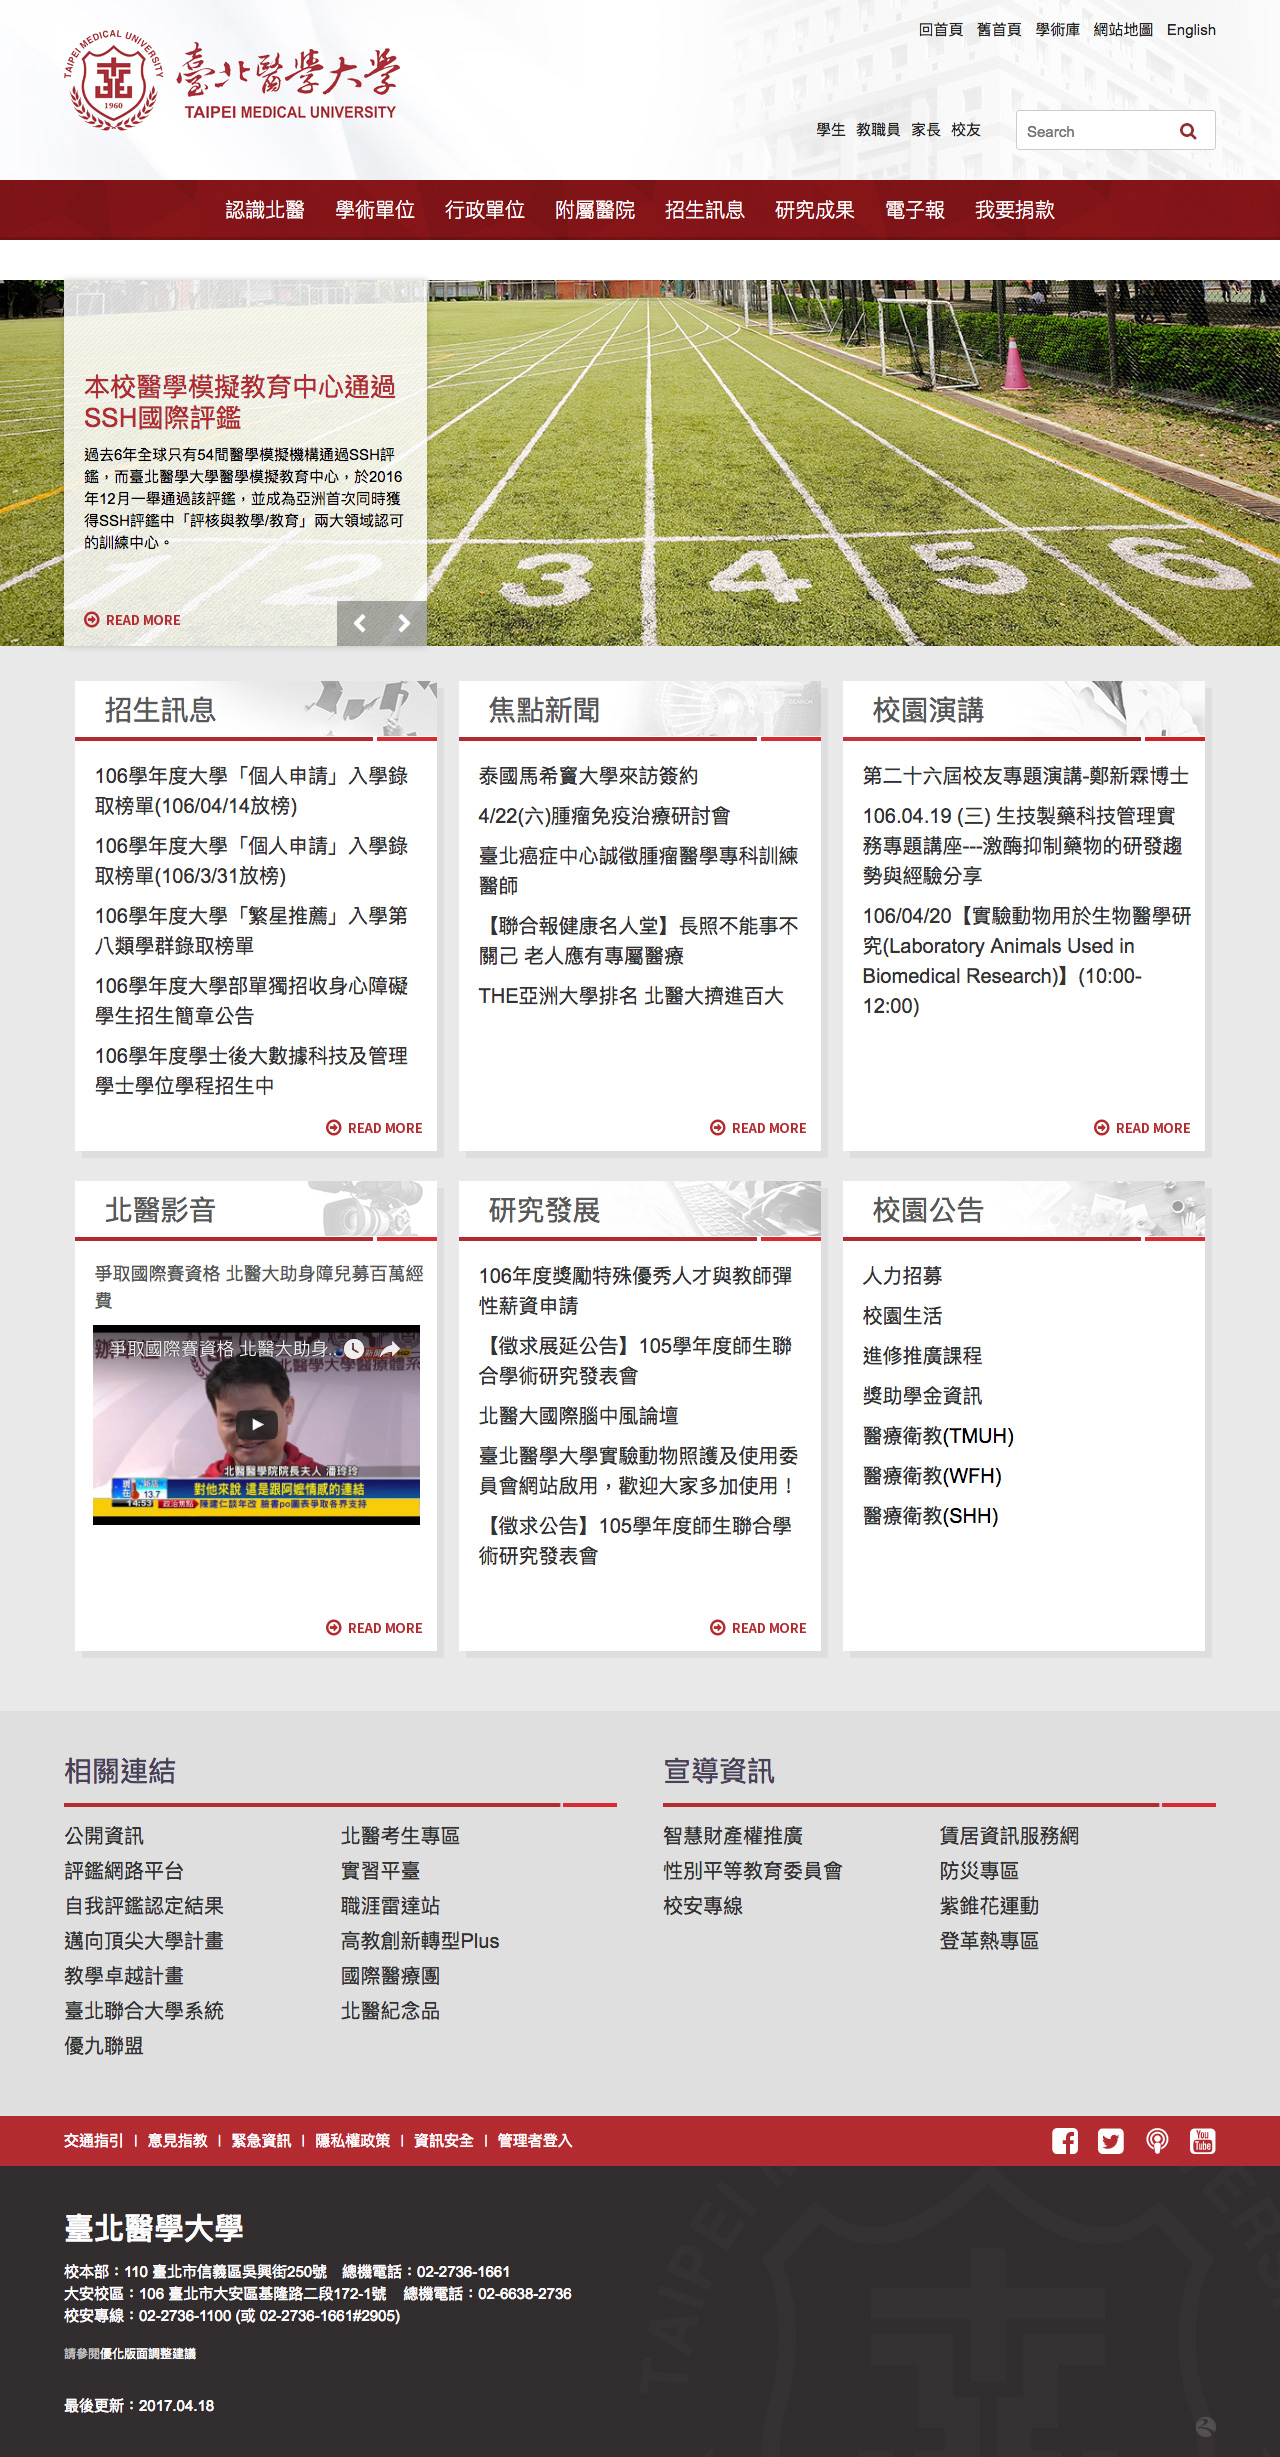 回首頁 舊首頁 學術庫 網站地圖 English
TAIPEI MEDICAL UNIVERSITY
1960
臺北醫學大學
TAIPEI MEDICAL UNIVERSITY
學生 教職員 家長 校友
Search
認識北醫 學術單位 行政單位 附屬醫院 招生訊息 研究成果 電子報 我要捐款
本校醫學模擬教育中心通過
SSH國際評鑑
過去6年全球只有54間醫學模擬機構通過SSH評
鑑，而臺北醫學大學醫學模擬教育中心，於2016
年12月一舉通過該評鑑，並成為亞洲首次同時獲
得SSH評鑑中「評核與教學/教育」兩大領域認可
的訓練中心。
1 2 3 4 5 6
READ MORE
招生訊息
106學年度大學「個人申請」入學錄
取榜單(106/04/14放榜)
106學年度大學「個人申請」入學錄
取榜單(106/3/31放榜)
106學年度大學「繁星推薦」入學第
八類學群錄取榜單
106學年度大學部單獨招收身心障礙
學生招生簡章公告
106學年度學士後大數據科技及管理
學士學位學程招生中
READ MORE
焦點新聞
泰國馬希竇大學來訪簽約
4/22(六)腫瘤免疫治療研討會
臺北癌症中心誠徵腫瘤醫學專科訓練
醫師
【聯合報健康名人堂】長照不能事不
關己 老人應有專屬醫療
THE亞洲大學排名 北醫大擠進百大
READ MORE
校園演講
第二十六屆校友專題演講-鄭新霖博士
106.04.19 (三) 生技製藥科技管理實
務專題講座---激酶抑制藥物的研發趨
勢與經驗分享
106/04/20【實驗動物用於生物醫學研
究(Laboratory Animals Used in
Biomedical Research)】(10:00-
12:00)
READ MORE
北醫影音
爭取國際賽資格 北醫大助身障兒募百萬經
費
爭取國際賽資格 北醫大助身...
北醫醫學院院長夫人 潘玲玲
對他來說 這是跟阿嬤情感的連結
13.7
14:53 政治焦點 陳建仁談年改 臉書po圖表爭取各界支持
READ MORE
研究發展
106年度獎勵特殊優秀人才與教師彈
性薪資申請
【徵求展延公告】105學年度師生聯
合學術研究發表會
北醫大國際腦中風論壇
臺北醫學大學實驗動物照護及使用委
員會網站啟用，歡迎大家多加使用！
【徵求公告】105學年度師生聯合學
術研究發表會
READ MORE
校園公告
人力招募
校園生活
進修推廣課程
獎助學金資訊
醫療衛教(TMUH)
醫療衛教(WFH)
醫療衛教(SHH)
相關連結
公開資訊
評鑑網路平台
自我評鑑認定結果
邁向頂尖大學計畫
教學卓越計畫
臺北聯合大學系統
優九聯盟
北醫考生專區
實習平臺
職涯雷達站
高教創新轉型Plus
國際醫療團
北醫紀念品
宣導資訊
智慧財產權推廣
性別平等教育委員會
校安專線
賃居資訊服務網
防災專區
紫錐花運動
登革熱專區
交通指引 | 意見指教 | 緊急資訊 | 隱私權政策 | 資訊安全 | 管理者登入
You Tube
臺北醫學大學
校本部：110 臺北市信義區吳興街250號 總機電話：02-2736-1661
大安校區：106 臺北市大安區基隆路二段172-1號 總機電話：02-6638-2736
校安專線：02-2736-1100 (或 02-2736-1661#2905)
請參閱優化版面調整建議
最後更新：2017.04.18